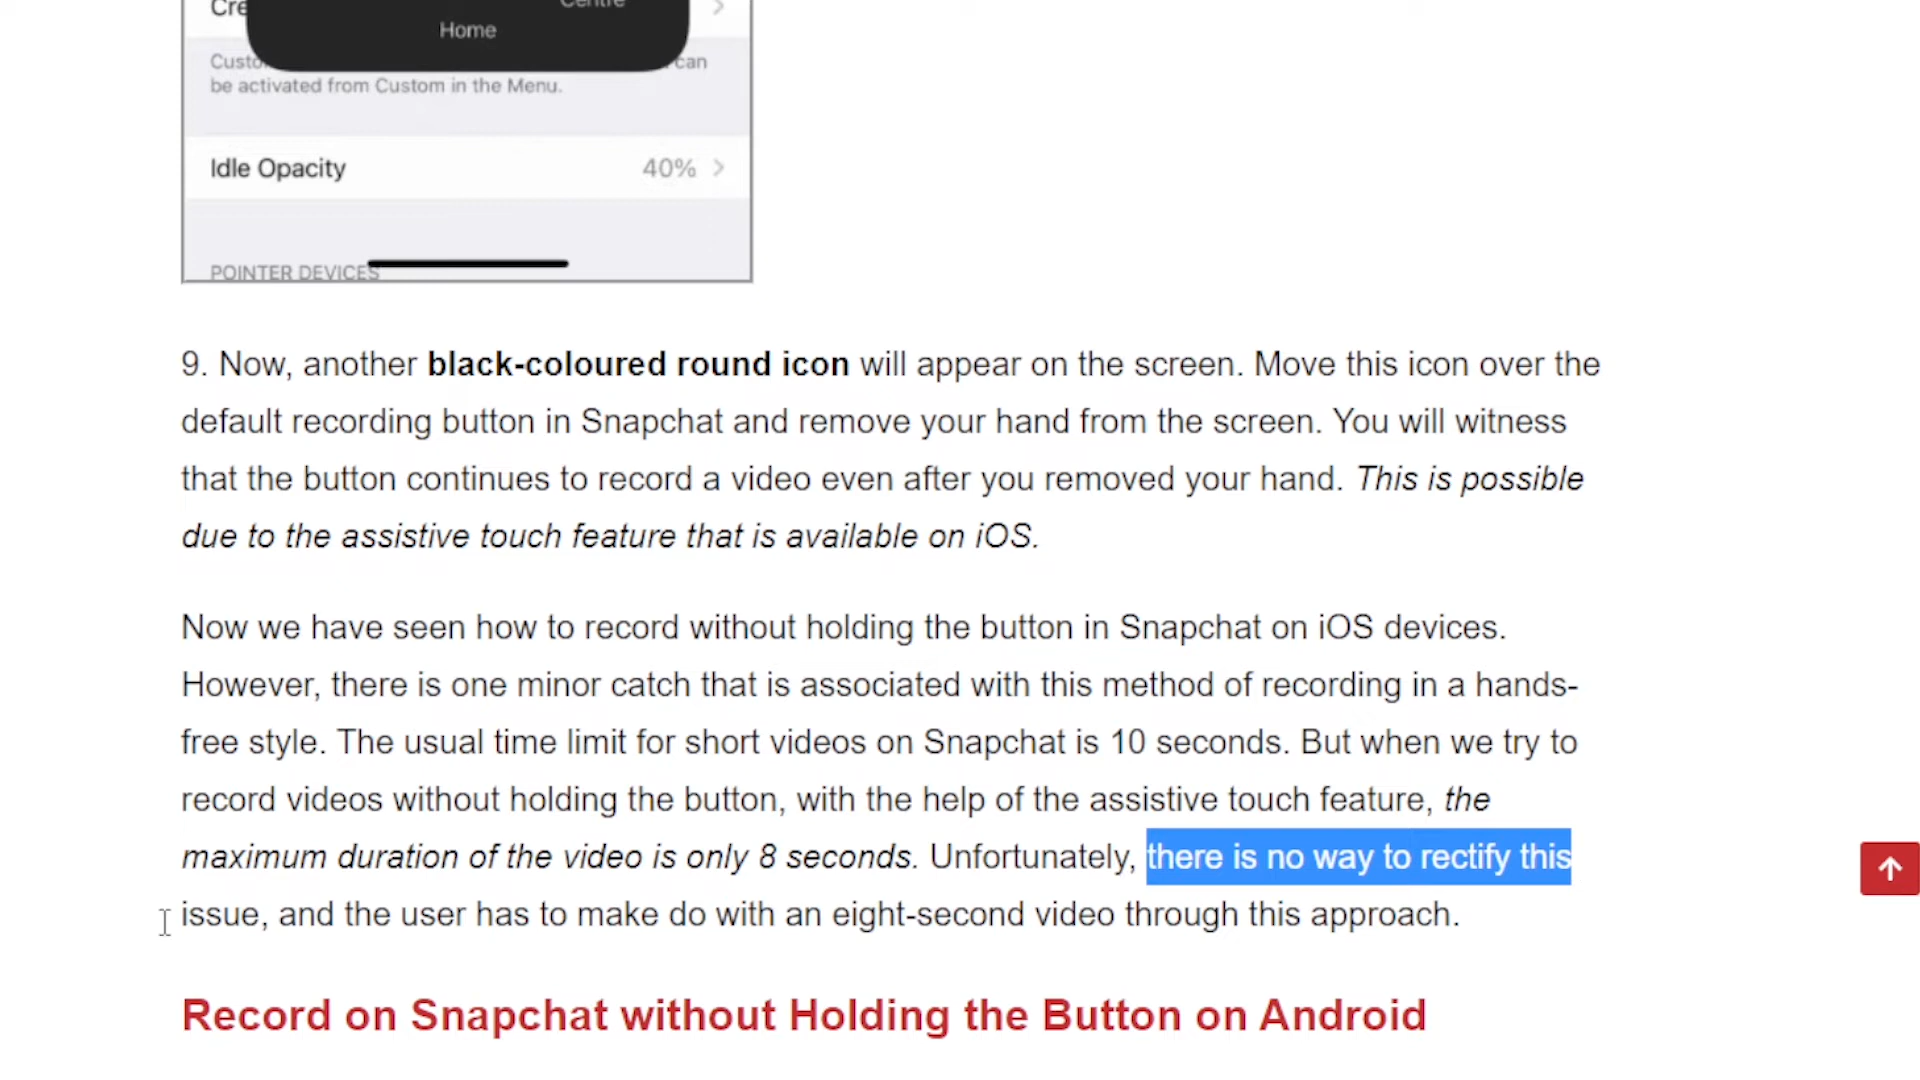 Cre
Centre
Home
Custo can
be activated from Custom in the Menu.
Idle Opacity 40%
POINTER DEVICES
9. Now, another black-coloured round icon will appear on the screen. Move this icon over the
default recording button in Snapchat and remove your hand from the screen. You will witness
that the button continues to record a video even after you removed your hand. This is possible
due to the assistive touch feature that is available on iOS.
Now we have seen how to record without holding the button in Snapchat on iOS devices.
However, there is one minor catch that is associated with this method of recording in a hands-
free style. The usual time limit for short videos on Snapchat is 10 seconds. But when we try to
record videos without holding the button, with the help of the assistive touch feature, the
maximum duration of the video is only 8 seconds. Unfortunately, there is no way to rectify this
issue, and the user has to make do with an eight-second video through this approach.
Record on Snapchat without Holding the Button on Android